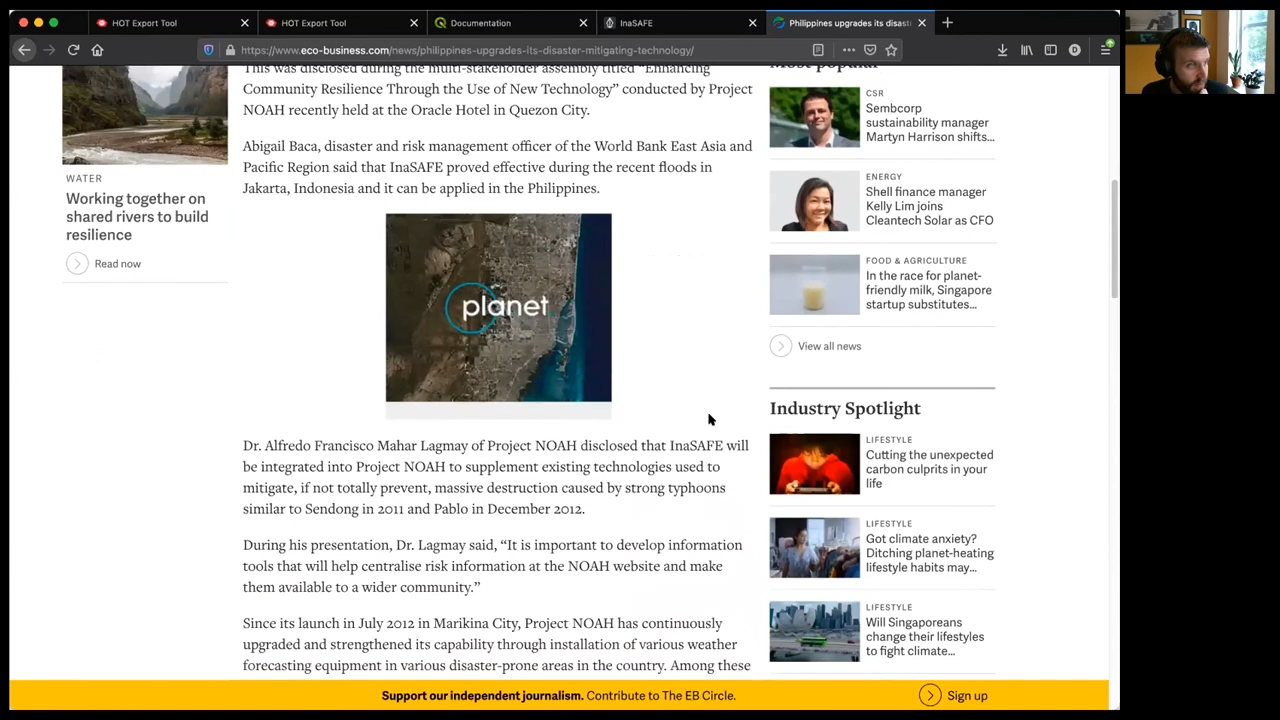 HOT Export Tool
HOT Export Tool
Documentation
InaSAFE
Philippines upgrades its disast
https://www.eco-business.com/news/philippines-upgrades-its-disaster-mitigating-technology/
WATER
Working together on
shared rivers to build
resilience
Read now
This was disclosed during the multi-stakeholder assembly titled “Enhancing
Community Resilience Through the Use of New Technology” conducted by Project
NOAH recently held at the Oracle Hotel in Quezon City.
Abigail Baca, disaster and risk management officer of the World Bank East Asia and
Pacific Region said that InaSAFE proved effective during the recent floods in
Jakarta, Indonesia and it can be applied in the Philippines.
planet.
Dr. Alfredo Francisco Mahar Lagmay of Project NOAH disclosed that InaSAFE will
be integrated into Project NOAH to supplement existing technologies used to
mitigate, if not totally prevent, massive destruction caused by strong typhoons
similar to Sendong in 2011 and Pablo in December 2012.
During his presentation, Dr. Lagmay said, “It is important to develop information
tools that will help centralise risk information at the NOAH website and make
them available to a wider community.”
Since its launch in July 2012 in Marikina City, Project NOAH has continuously
upgraded and strengthened its capability through installation of various weather
forecasting equipment in various disaster-prone areas in the country. Among these
Most popular
CSR
Sembcorp
sustainability manager
Martyn Harrison shifts...
ENERGY
Shell finance manager
Kelly Lim joins
Cleantech Solar as CFO
FOOD & AGRICULTURE
In the race for planet-
friendly milk, Singapore
startup substitutes...
View all news
Industry Spotlight
LIFESTYLE
Cutting the unexpected
carbon culprits in your
life
LIFESTYLE
Got climate anxiety?
Ditching planet-heating
lifestyle habits may...
LIFESTYLE
Will Singaporeans
change their lifestyles
to fight climate...
Support our independent journalism. Contribute to The EB Circle.
Sign up